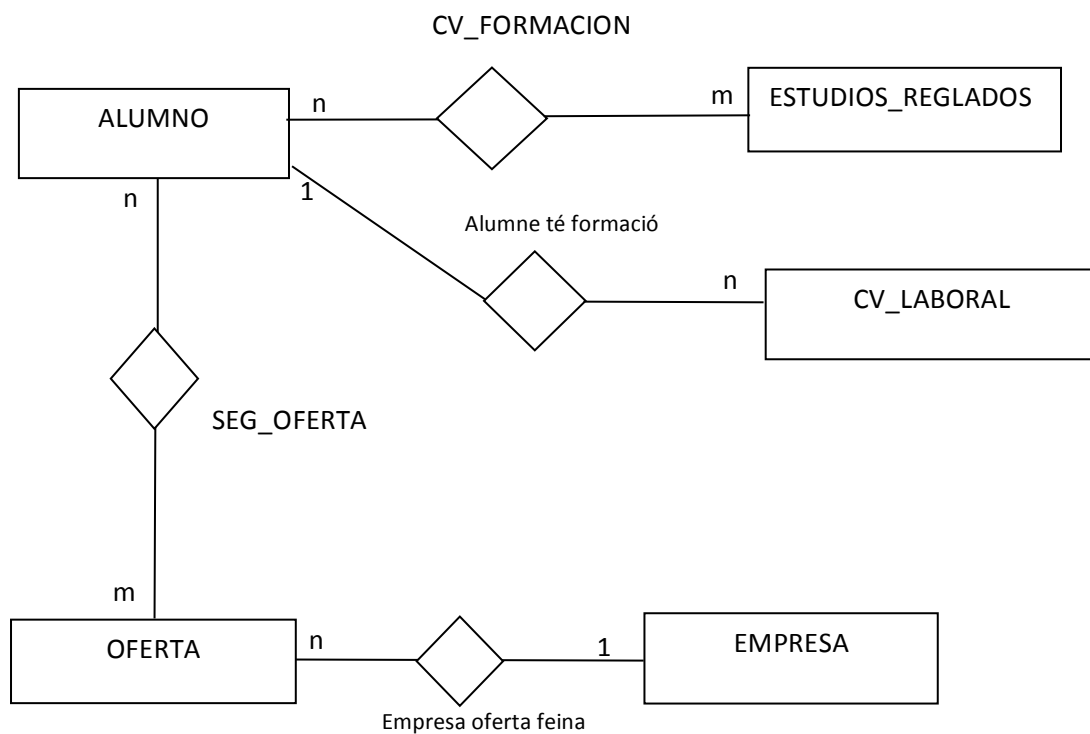 CV_FORMACION
ALUMNO
n
m
ESTUDIOS_REGLADOS
n
1
Alumne té formació
n
CV_LABORAL
SEG_OFERTA
m
OFERTA
n
1
EMPRESA
Empresa oferta feina